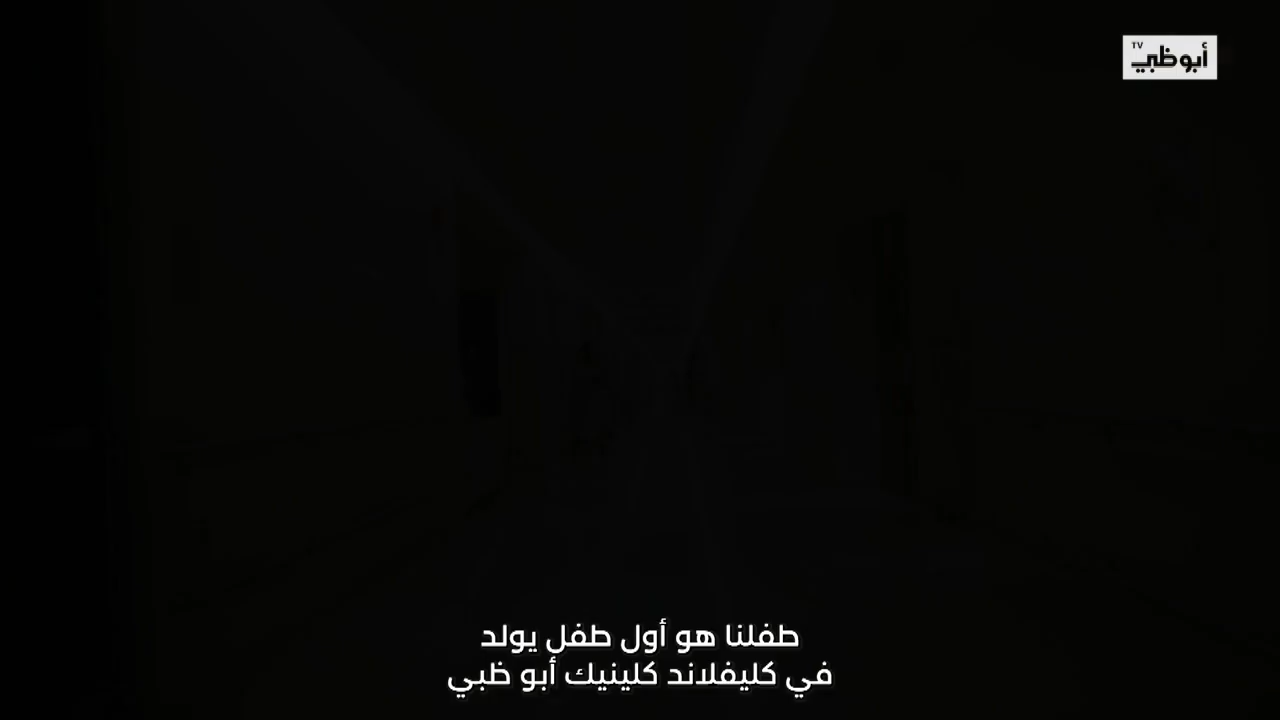 أبوظبي
TV
طفلنا هو أول طفل يولد
في كليفلاند كلينيك أبو ظبي